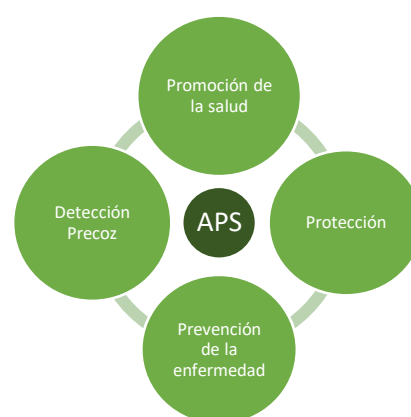 Promoción de
la salud
Detección
Precoz
APS
Protección
Prevención
de la
enfermedad